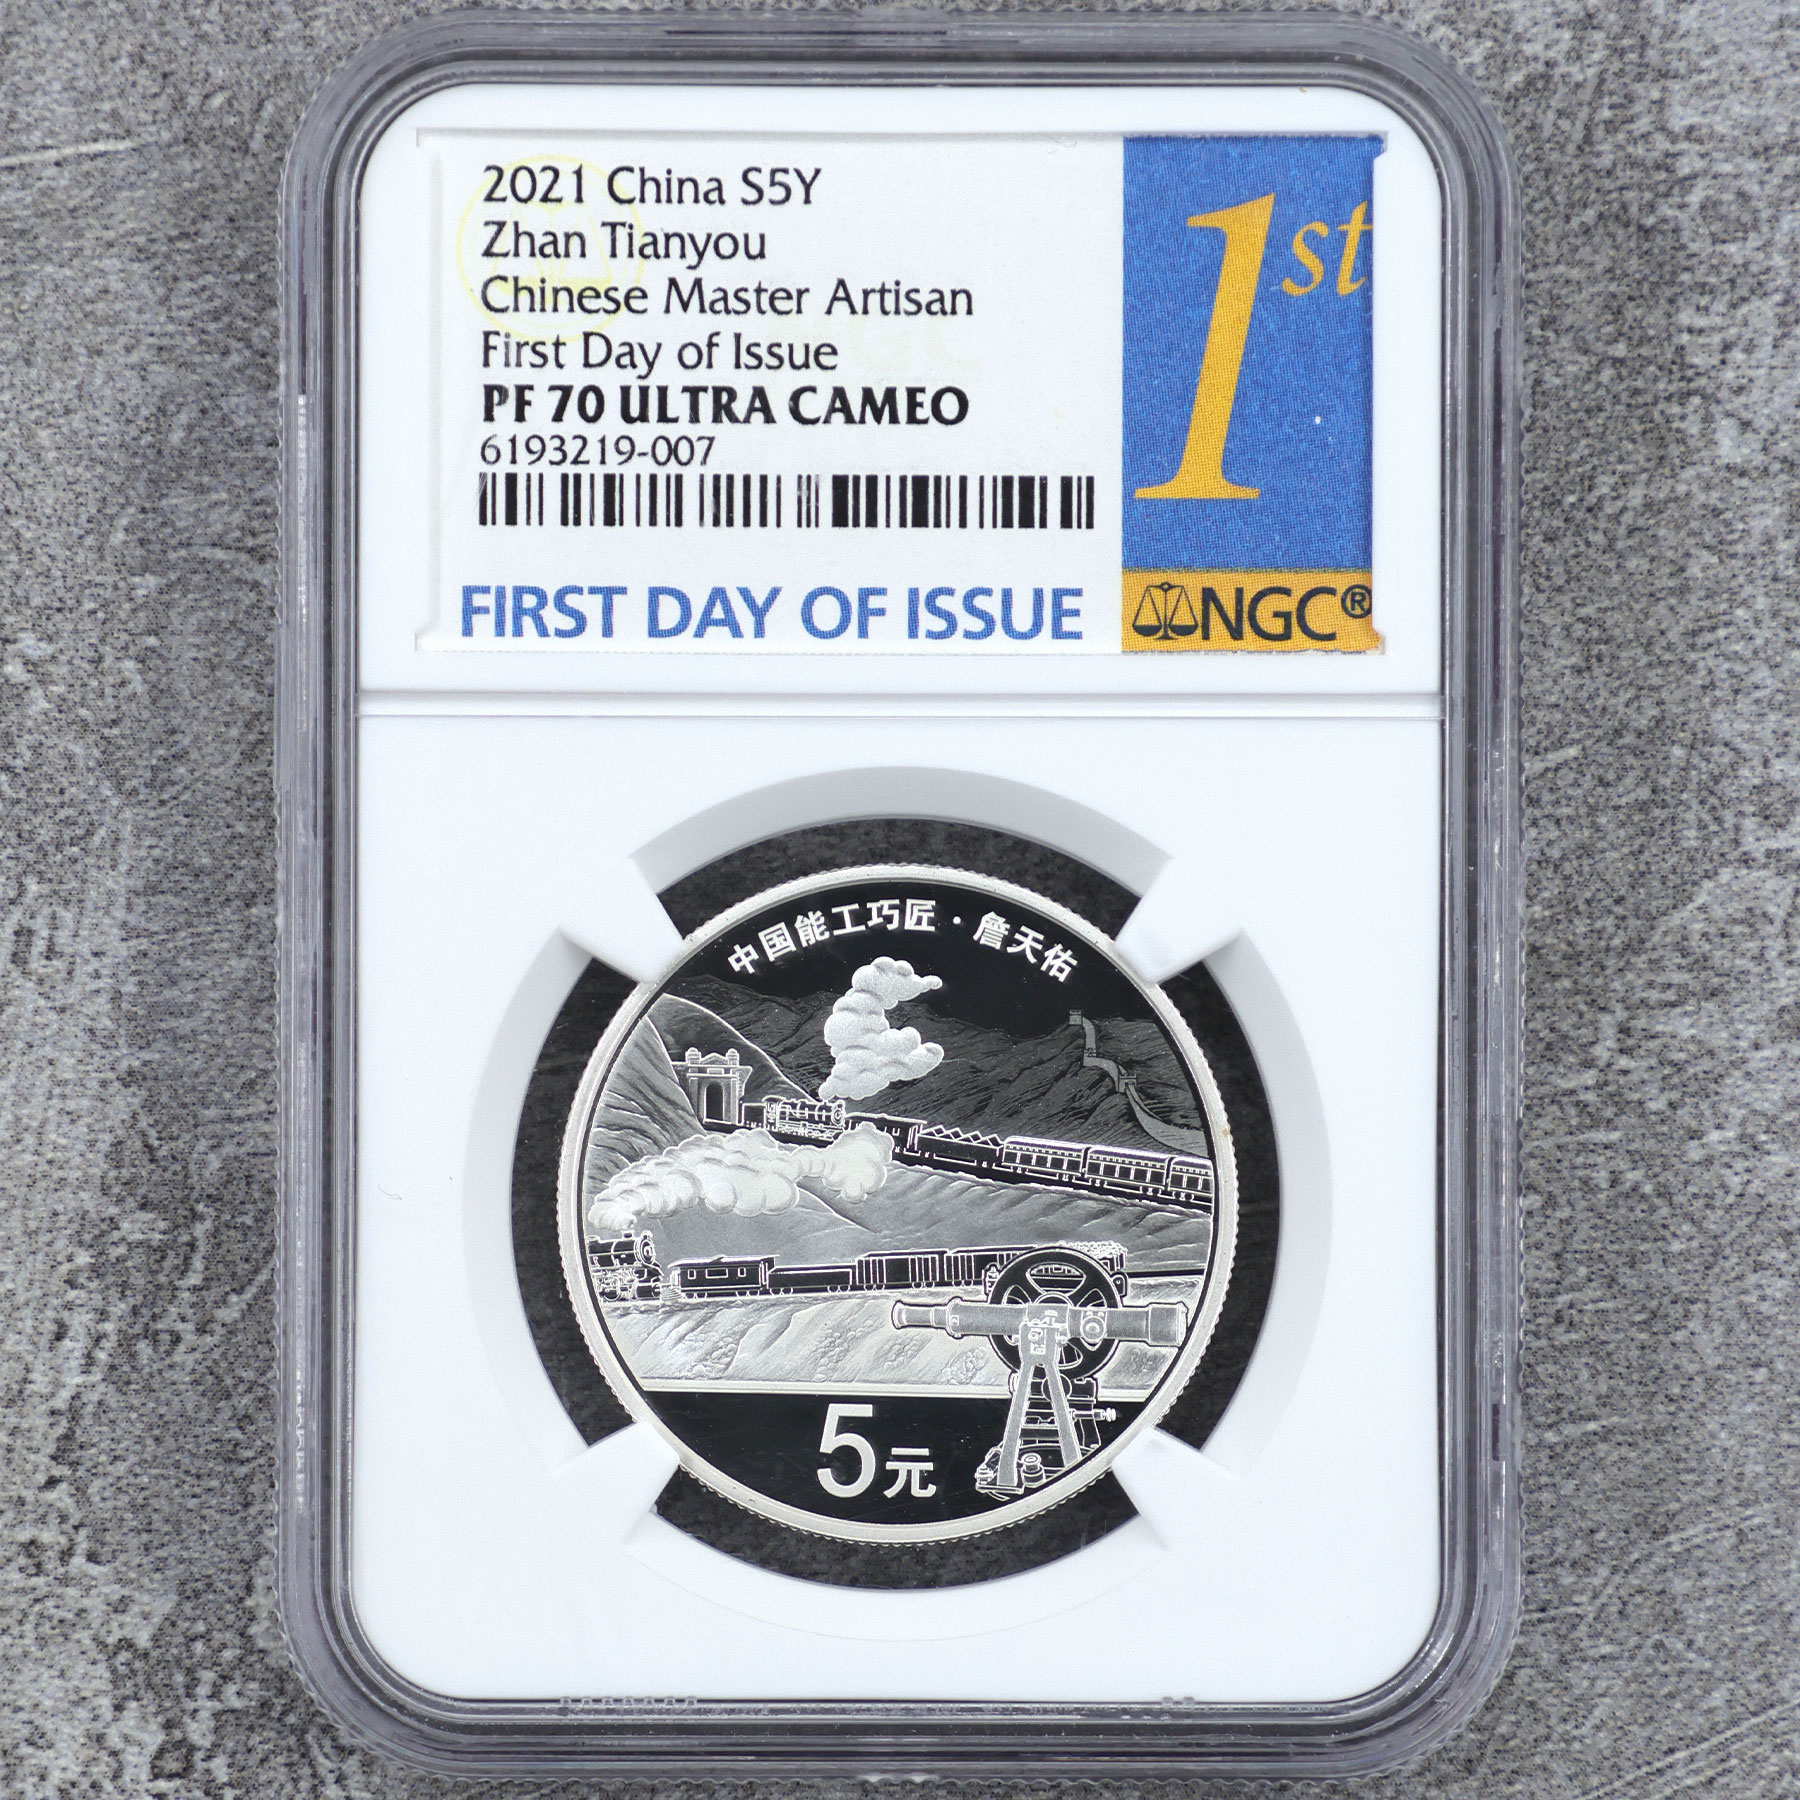 2021 China S5Y
Zhan Tianyou
Chinese Master Artisan
First Day of Issue
PF 70 ULTRA CAMEO
6193219-007
FIRST DAY OF ISSUE
1st
NGC®
中国能工巧匠·詹天佑
5元